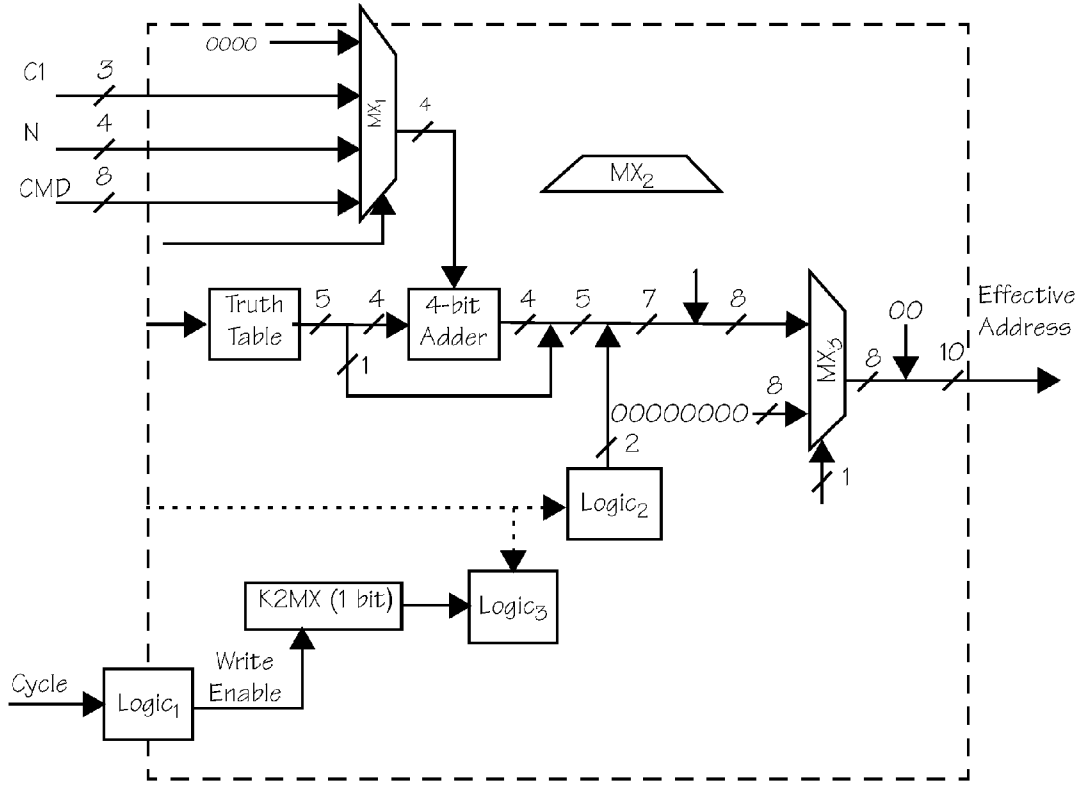 0000
C1
3
N
4
CMD
8
MX1
4
MX2
Truth
Table
5
4
1
4-bit
Adder
4
5
7
1
8
00000000
8
MX3
1
8
00
10
Effective
Address
2
Logic2
K2MX (1 bit)
Logic3
Cycle
Logic1
Write
Enable